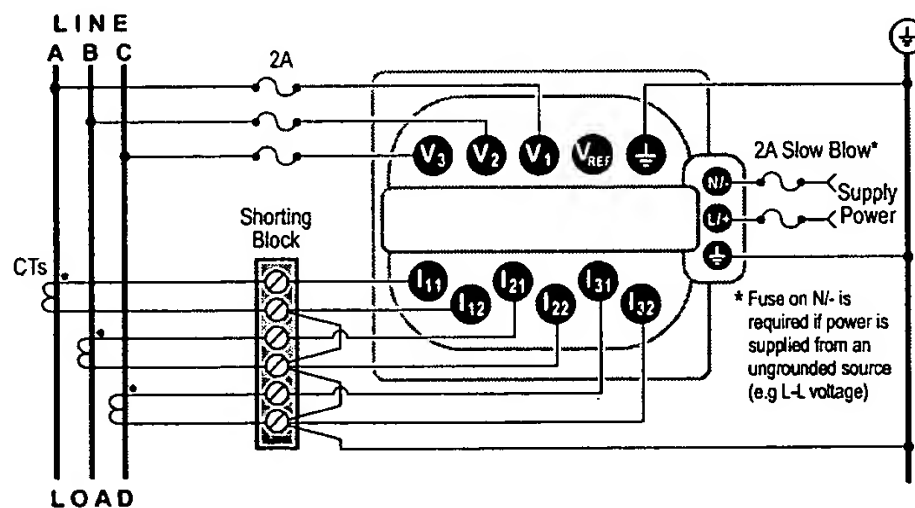 LINE
A B C
2A
V3
V2
V1
VREF
2A Slow Blow*
N/-
L/+
Supply
Power
Shorting
Block
CTs
*
*
*
I11
I12
I21
I22
I31
I32
* Fuse on N/- is
required if power is
supplied from an
ungrounded source
(e.g L-L voltage)
LOAD